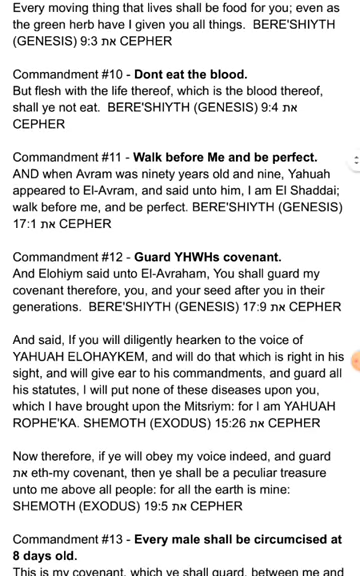 Every moving thing that lives shall be food for you; even as
the green herb have I given you all things.  BERE'SHIYTH
(GENESIS) 9:3 את CEPHER
Commandment #10 - Dont eat the blood.
But flesh with the life thereof, which is the blood thereof,
shall ye not eat.  BERE'SHIYTH (GENESIS) 9:4 את
CEPHER
Commandment #11 - Walk before Me and be perfect.
AND when Avram was ninety years old and nine, Yahuah
appeared to El-Avram, and said unto him, I am El Shaddai;
walk before me, and be perfect. BERE'SHIYTH (GENESIS)
17:1 את CEPHER
Commandment #12 - Guard YHWHs covenant.
And Elohiym said unto El-Avraham, You shall guard my
covenant therefore, you, and your seed after you in their
generations.  BERE'SHIYTH (GENESIS) 17:9 את CEPHER
And said, If you will diligently hearken to the voice of
YAHUAH ELOHAYKEM, and will do that which is right in his
sight, and will give ear to his commandments, and guard all
his statutes, I will put none of these diseases upon you,
which I have brought upon the Mitsriym: for I am YAHUAH
ROPHE'KA. SHEMOTH (EXODUS) 15:26 את CEPHER
Now therefore, if ye will obey my voice indeed, and guard
את eth-my covenant, then ye shall be a peculiar treasure
unto me above all people: for all the earth is mine:
SHEMOTH (EXODUS) 19:5 את CEPHER
Commandment #13 - Every male shall be circumcised at
8 days old.
This is my covenant, which ye shall guard, between me and